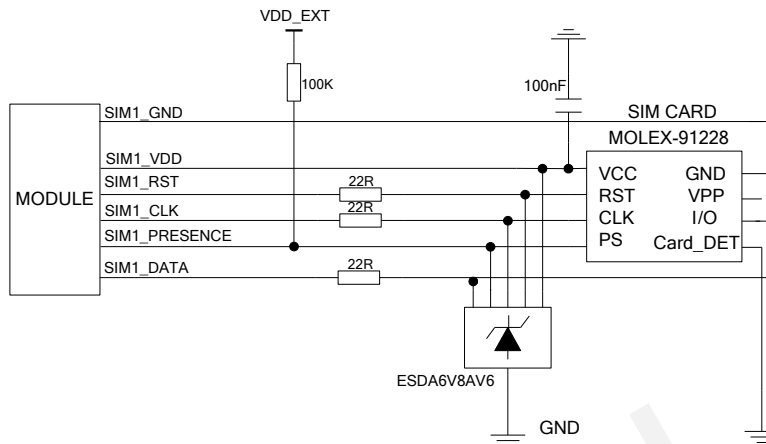 VDD_EXT
100K
100nF
SIM1_GND
SIM CARD
MOLEX-91228
SIM1_VDD
SIM1_RST
22R
VCC
GND
MODULE
RST
VPP
SIM1_CLK
22R
CLK
I/O
SIM1_PRESENCE
PS
Card_DET
SIM1_DATA
22R
ESDA6V8AV6
GND